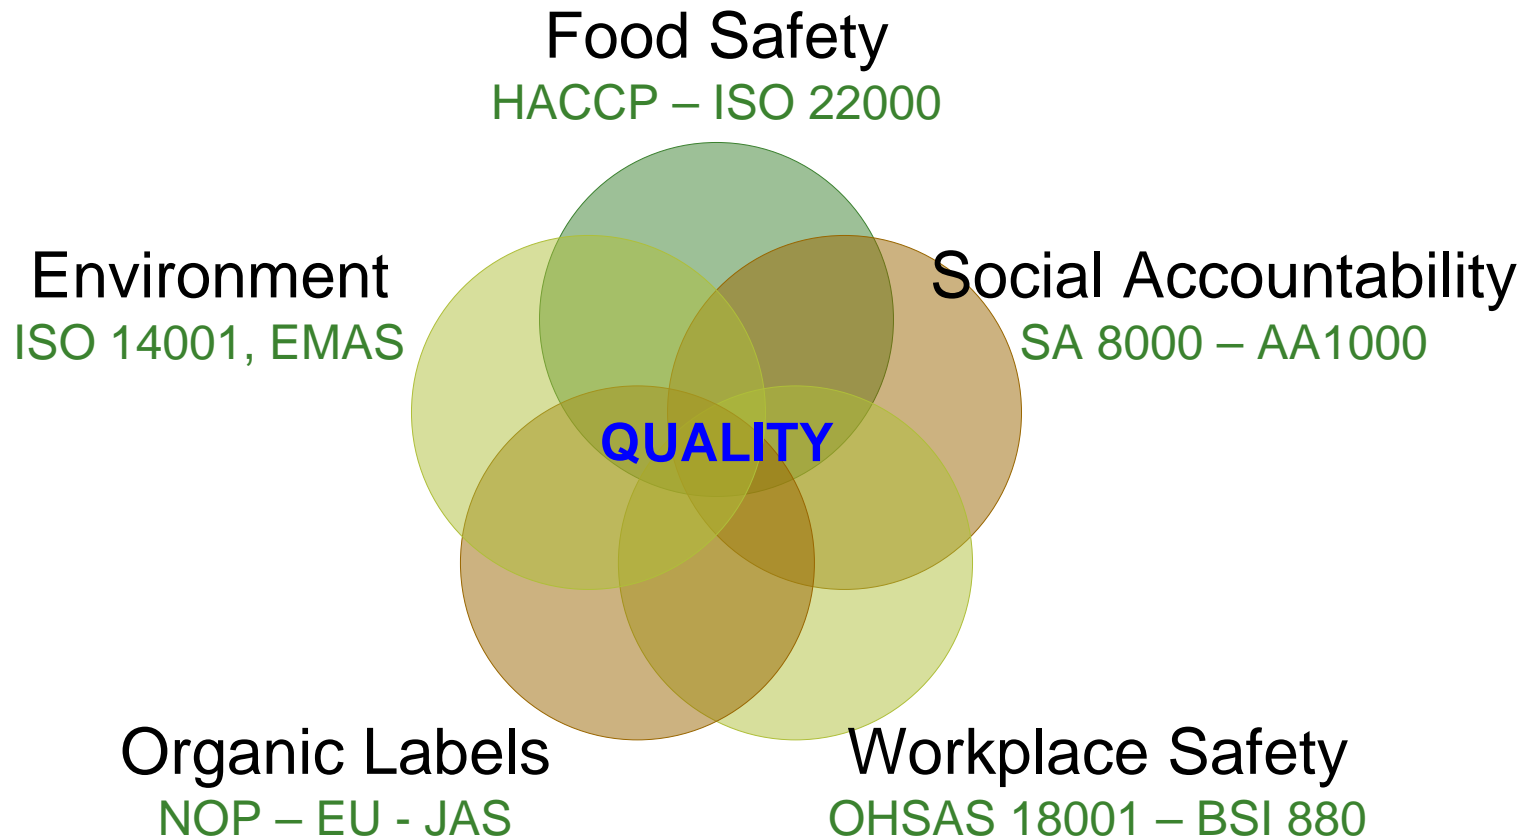 Food Safety
HACCP – ISO 22000
Environment
ISO 14001, EMAS
Social Accountability
SA 8000 – AA1000
QUALITY
Organic Labels
NOP – EU - JAS
Workplace Safety
OHSAS 18001 – BSI 880